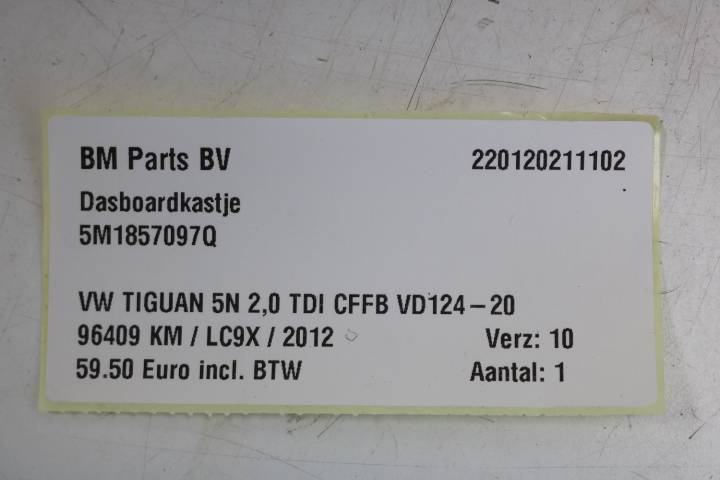 BM Parts BV 220120211102
Dasboardkastje
5M1857097Q
VW TIGUAN 5N 2,0 TDI CFFB VD124-20
96409 KM / LC9X / 2012 Verz: 10
59.50 Euro incl. BTW Aantal: 1